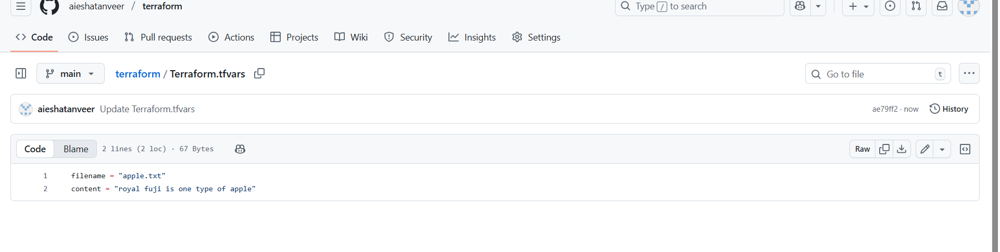 aieshatanveer / terraform
Type / to search
Code Issues Pull requests Actions Projects Wiki Security Insights Settings
main terraform / Terraform.tfvars Go to file t
aieshatanveer Update Terraform.tfvars ae79ff2 · now History
Code Blame 2 lines (2 loc) · 67 Bytes Raw
1 filename = "apple.txt"
2 content = "royal fuji is one type of apple"